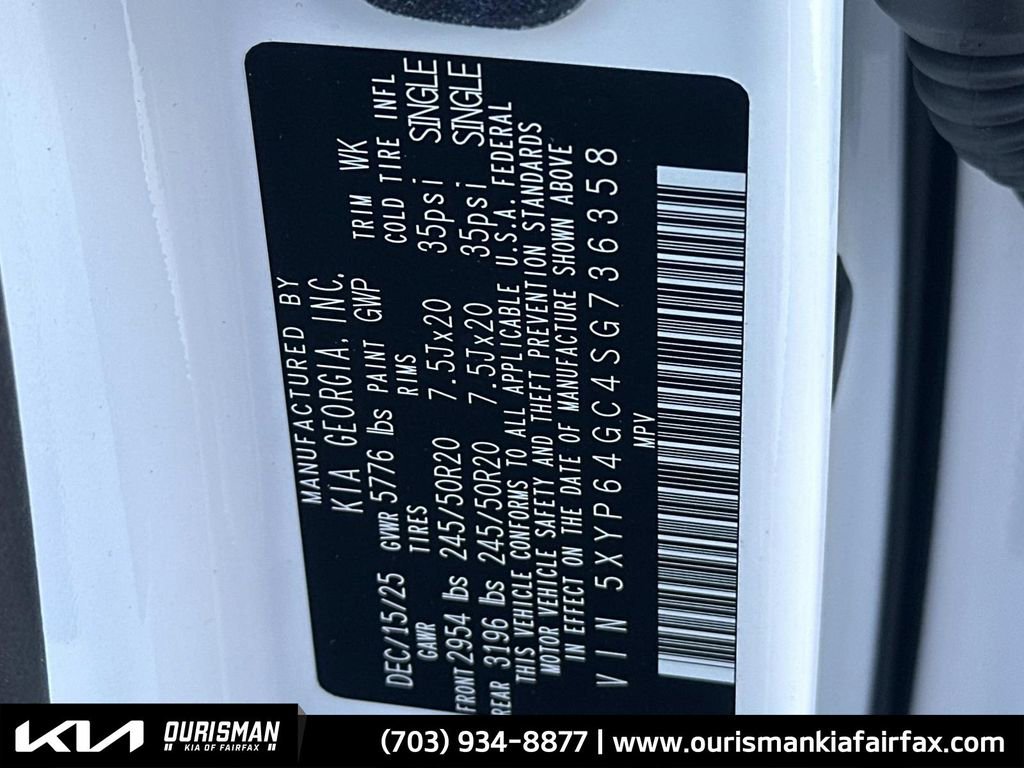 MANUFACTURED BY
KIA GEORGIA, INC.
DEC/15/25 GVWR 5776 lbs PAINT GWP TRIM WK
GAWR TIRES RIMS COLD TIRE INFL
FRONT 2954 lbs 245/50R20 7.5Jx20 35psi SINGLE
REAR 3196 lbs 245/50R20 7.5Jx20 35psi SINGLE
THIS VEHICLE CONFORMS TO ALL APPLICABLE U.S.A. FEDERAL
MOTOR VEHICLE SAFETY AND THEFT PREVENTION STANDARDS
IN EFFECT ON THE DATE OF MANUFACTURE SHOWN ABOVE
VIN 5XYP64GC4SG736358
MPV
KIA OURISMAN
KIA OF FAIRFAX
(703) 934-8877 | www.ourismankiafairfax.com